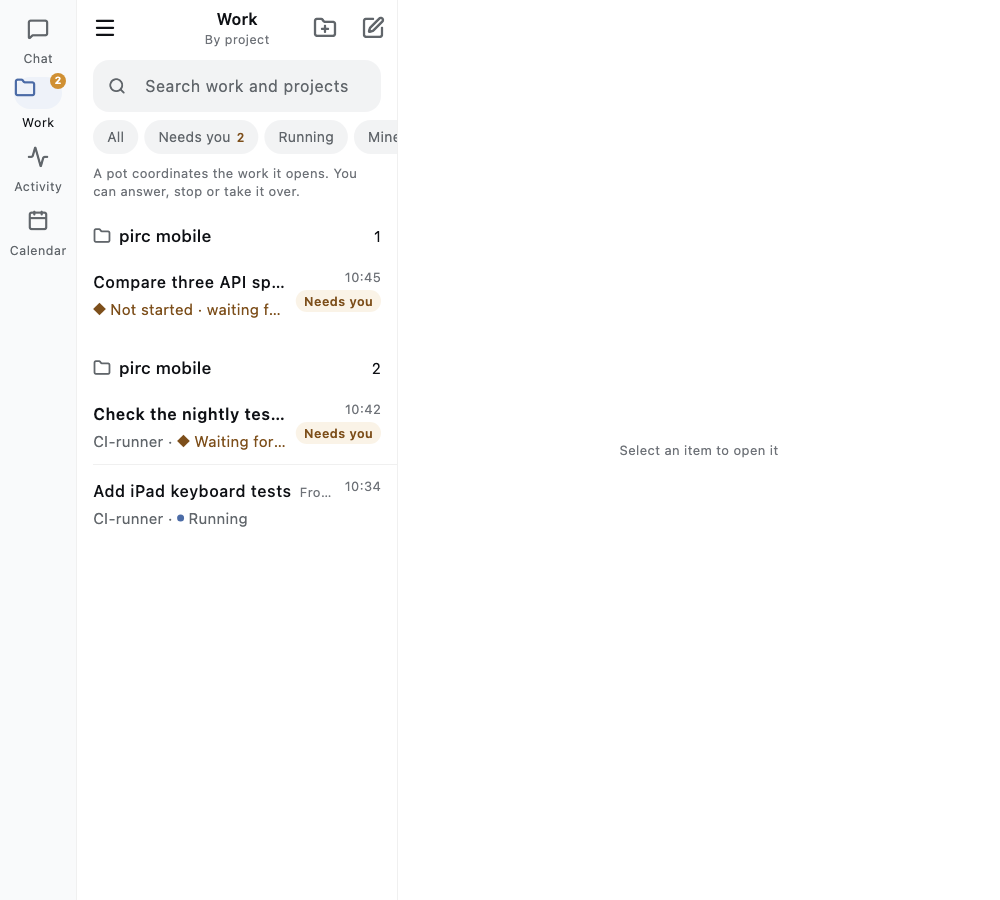 Chat
2
Work
Activity
Calendar
Work
By project
Search work and projects
All
Needs you 2
Running
Mine
A pot coordinates the work it opens. You
can answer, stop or take it over.
pirc mobile
1
Compare three API sp…
10:45
Not started · waiting f…
Needs you
pirc mobile
2
Check the nightly tes…
10:42
CI-runner · Waiting for…
Needs you
Add iPad keyboard tests Fro…
10:34
CI-runner · Running
Select an item to open it